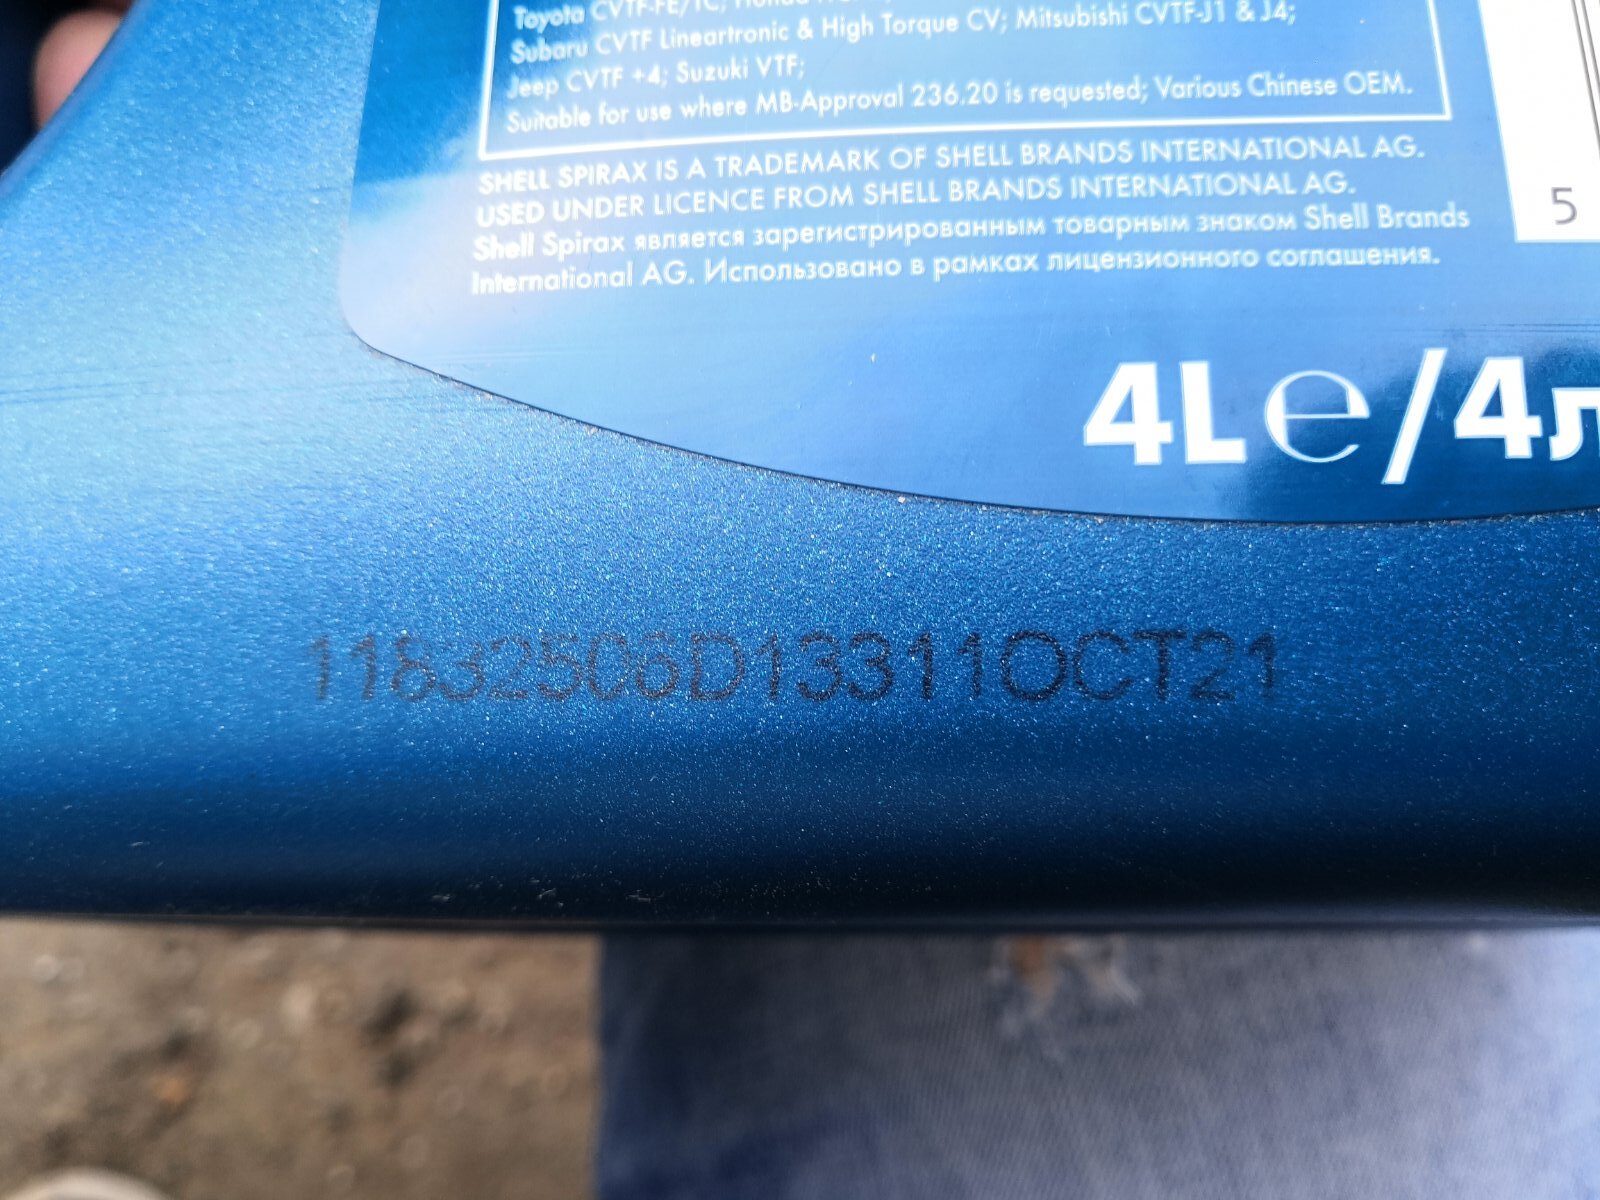 Toyota CVTF-FE/TC; Honda
Subaru CVTF Lineartronic & High Torque CV; Mitsubishi CVTF-J1 & J4;
Jeep CVTF +4; Suzuki VTF;
Suitable for use where MB-Approval 236.20 is requested; Various Chinese OEM.
SHELL SPIRAX IS A TRADEMARK OF SHELL BRANDS INTERNATIONAL AG.
USED UNDER LICENCE FROM SHELL BRANDS INTERNATIONAL AG.
Shell Spirax является зарегистрированным товарным знаком Shell Brands
International AG. Использовано в рамках лицензионного соглашения.
5
4L℮/4л
11832506D13311OCT21